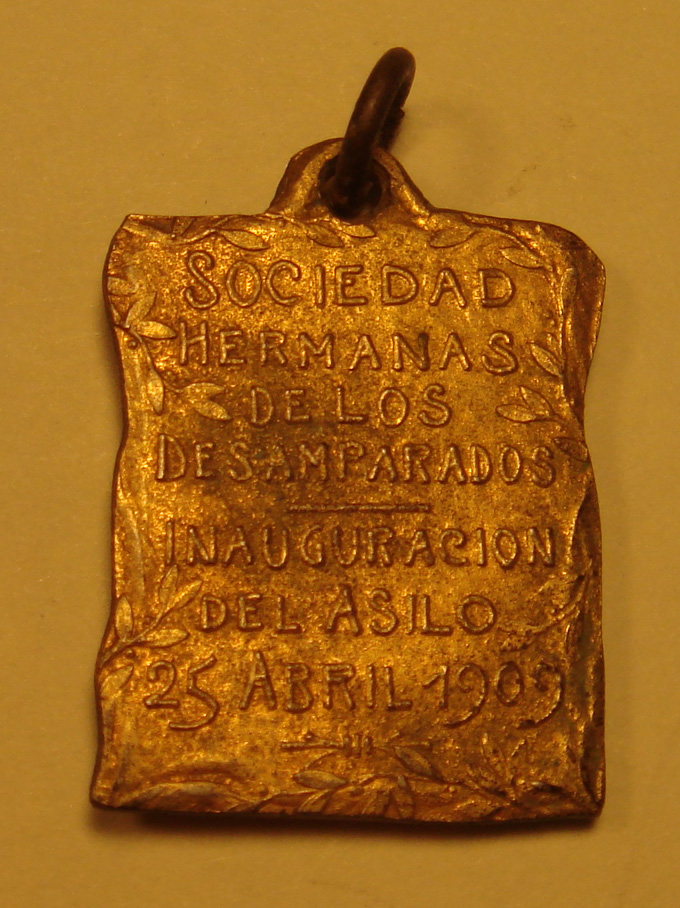 SOCIEDAD
HERMANAS
DE LOS
DESAMPARADOS
INAUGURACION
DEL ASILO
25 ABRIL 1909